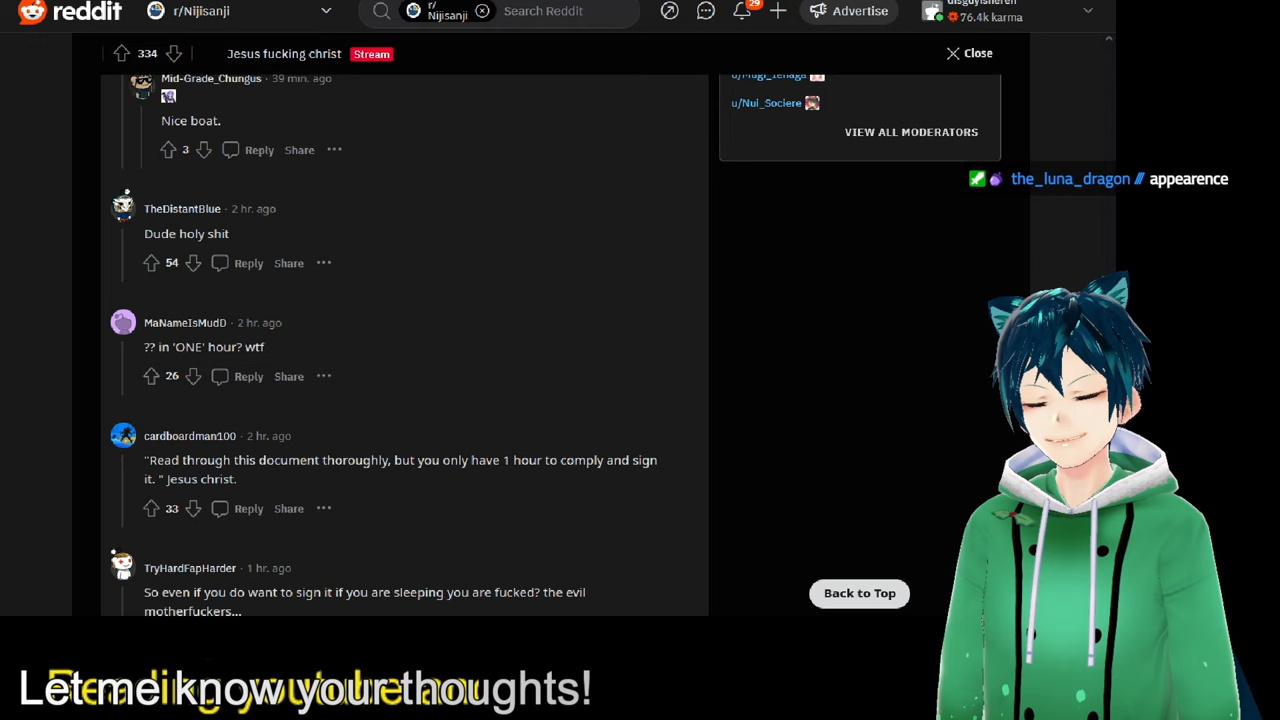 reddit
r/Nijisanji
r/
Nijisanji
Search Reddit
29
Advertise
disguisheren
76.4k karma
334
Jesus fucking christ
Stream
Close
Mid-Grade_Chungus · 39 min. ago
Nice boat.
3
Reply Share ···
u/Mugi_Ienaga
u/Nui_Sociere
VIEW ALL MODERATORS
the_luna_dragon // appearence
TheDistantBlue · 2 hr. ago
Dude holy shit
54
Reply Share ···
MaNameIsMudD · 2 hr. ago
?? in 'ONE' hour? wtf
26
Reply Share ···
cardboardman100 · 2 hr. ago
"Read through this document thoroughly, but you only have 1 hour to comply and sign
it. " Jesus christ.
33
Reply Share ···
TryHardFapHarder · 1 hr. ago
So even if you do want to sign it if you are sleeping you are fucked? the evil
motherfuckers...
Back to Top
Let me know your thoughts!